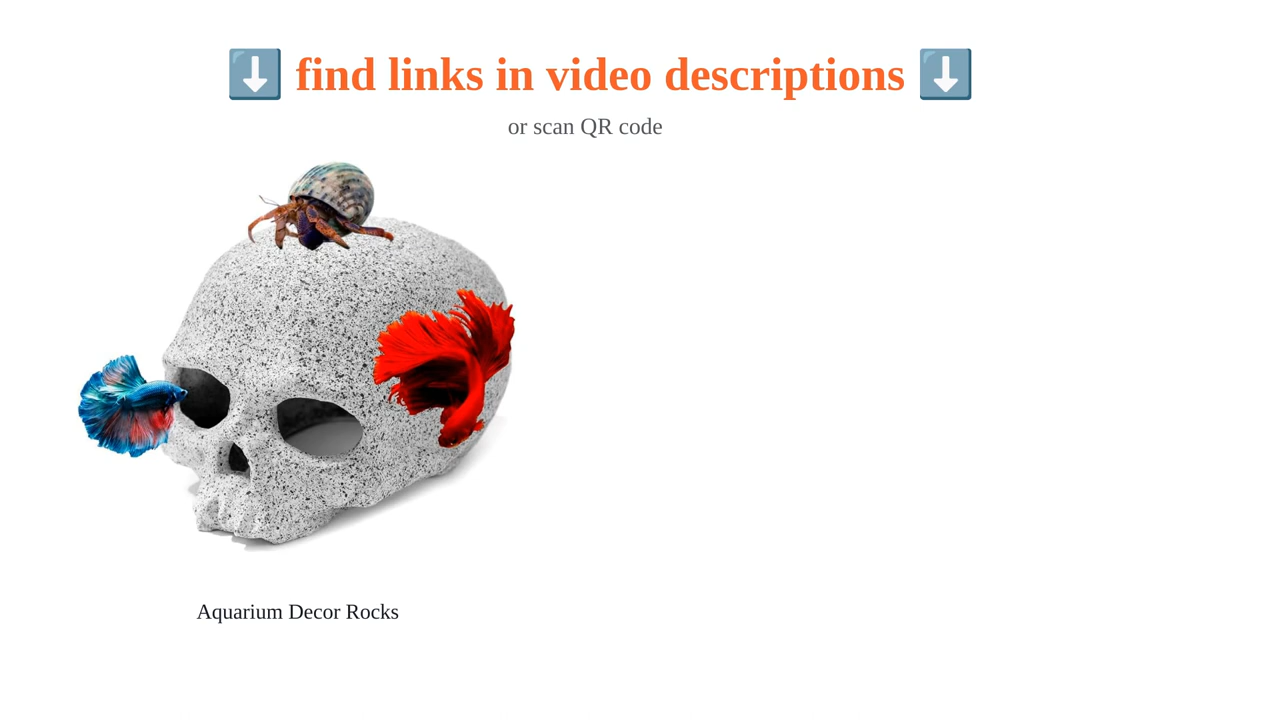 ⬇️ find links in video descriptions ⬇️
or scan QR code
Aquarium Decor Rocks